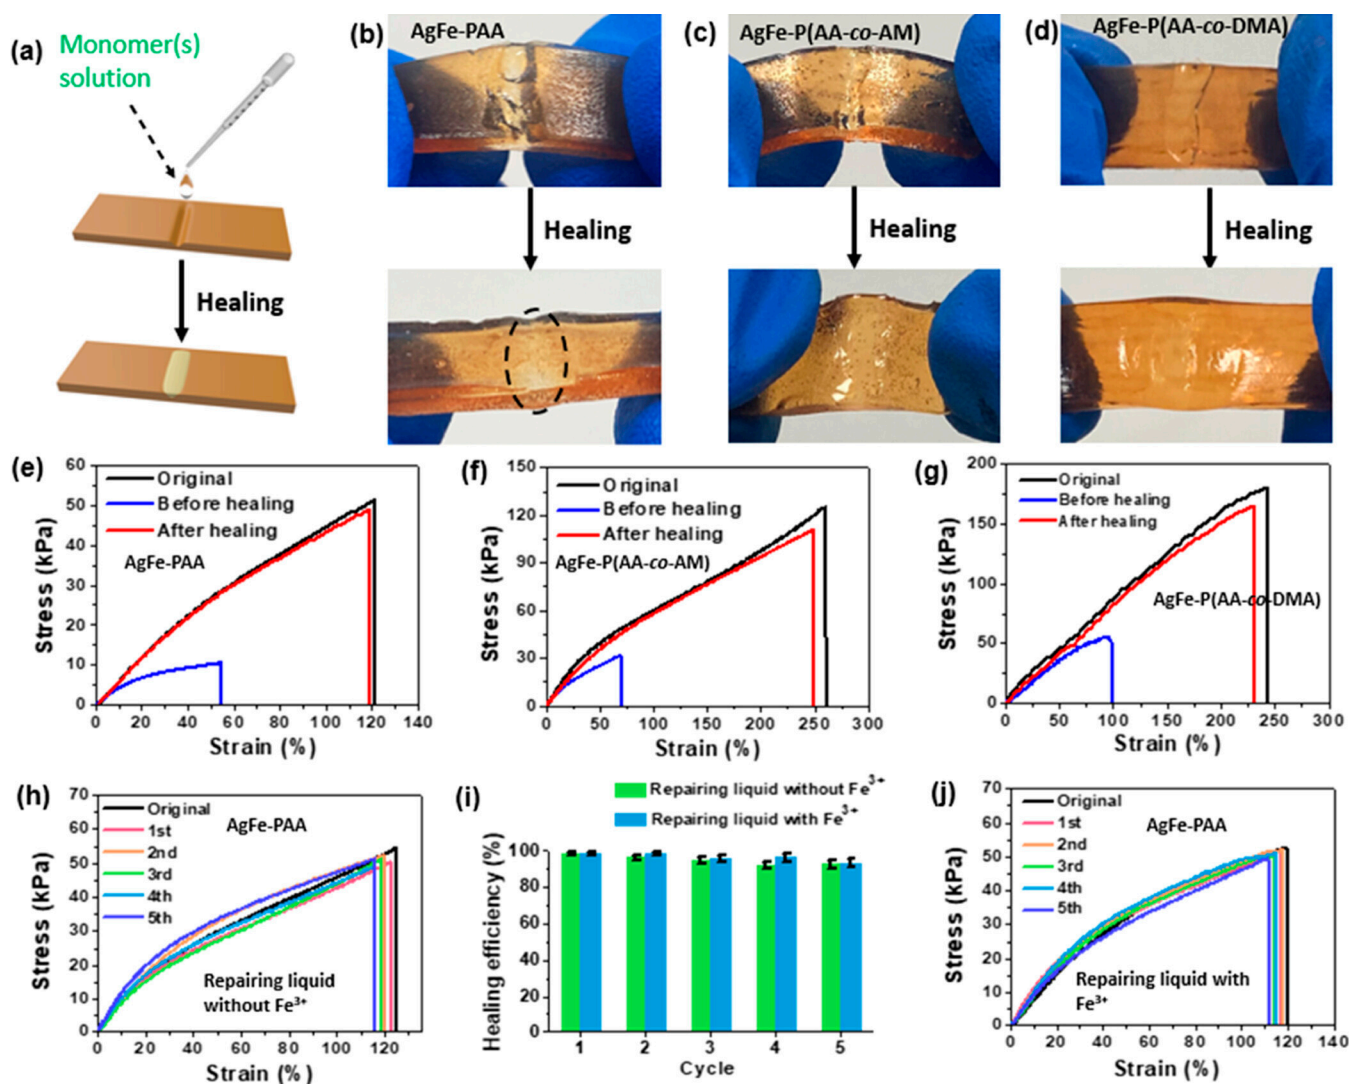 (a)
Monomer(s)
solution
Healing
(b)
AgFe-PAA
Healing
(c)
AgFe-P(AA-co-AM)
Healing
(d)
AgFe-P(AA-co-DMA)
Healing
(e)
60
50
40
30
20
10
0
Stress (kPa)
Original
Before healing
After healing
AgFe-PAA
0 20 40 60 80 100 120 140
Strain (%)
(f)
150
120
90
60
30
0
Stress (kPa)
Original
Before healing
After healing
AgFe-P(AA-co-AM)
0 50 100 150 200 250 300
Strain (%)
(g)
200
150
100
50
0
Stress (kPa)
Original
Before healing
After healing
AgFe-P(AA-co-DMA)
0 50 100 150 200 250 300
Strain (%)
(h)
70
60
50
40
30
20
10
0
Stress (kPa)
Original
1st
2nd
3rd
4th
5th
AgFe-PAA
Repairing liquid
without Fe³⁺
0 20 40 60 80 100 120
Strain (%)
(i)
Repairing liquid without Fe³⁺
Repairing liquid with Fe³⁺
100
80
60
40
20
0
Healing efficiency (%)
1 2 3 4 5
Cycle
(j)
70
60
50
40
30
20
10
0
Stress (kPa)
Original
1st
2nd
3rd
4th
5th
AgFe-PAA
Repairing liquid with
Fe³⁺
0 20 40 60 80 100 120 140
Strain (%)